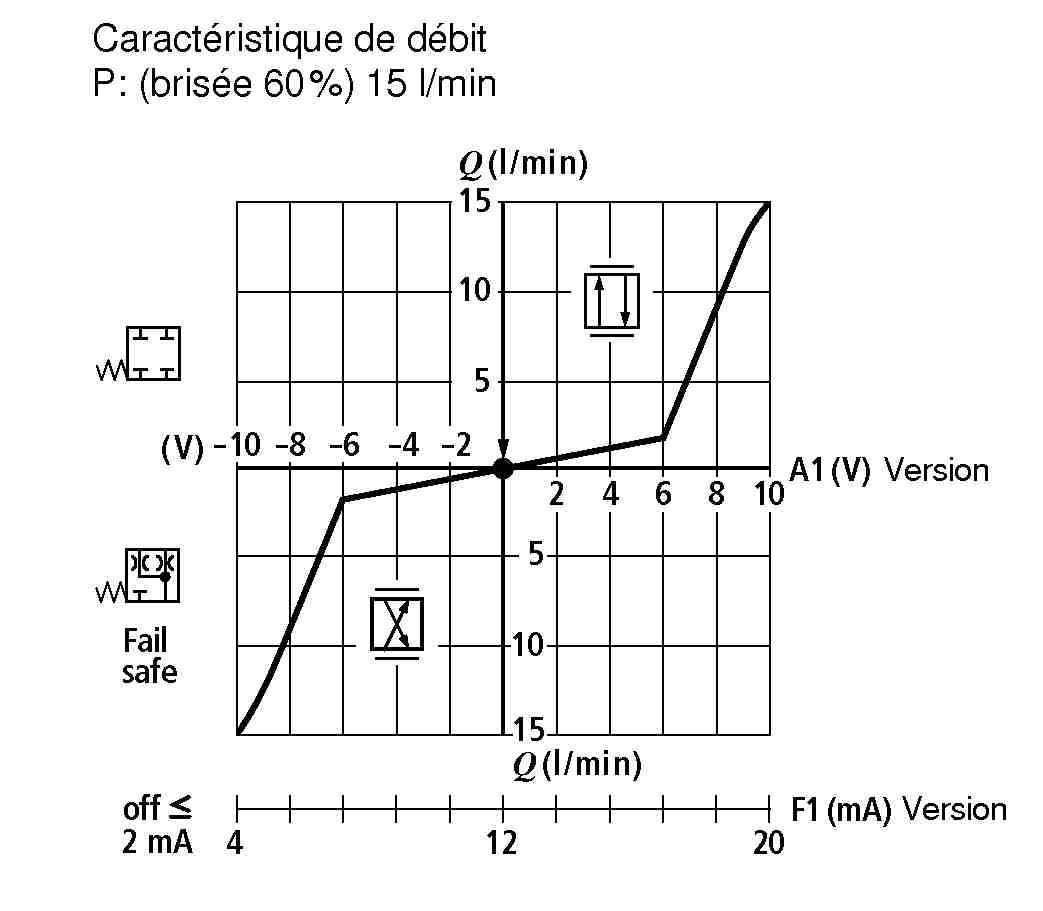 Caractéristique de débit
P: (brisée 60%) 15 l/min
Q (l/min)
15
10
5
(V) –10 –8 –6 –4 –2
A1 (V) Version
2 4 6 8 10
5
10
15
Fail
safe
Q (l/min)
off ≤
2 mA
F1 (mA) Version
4 12 20